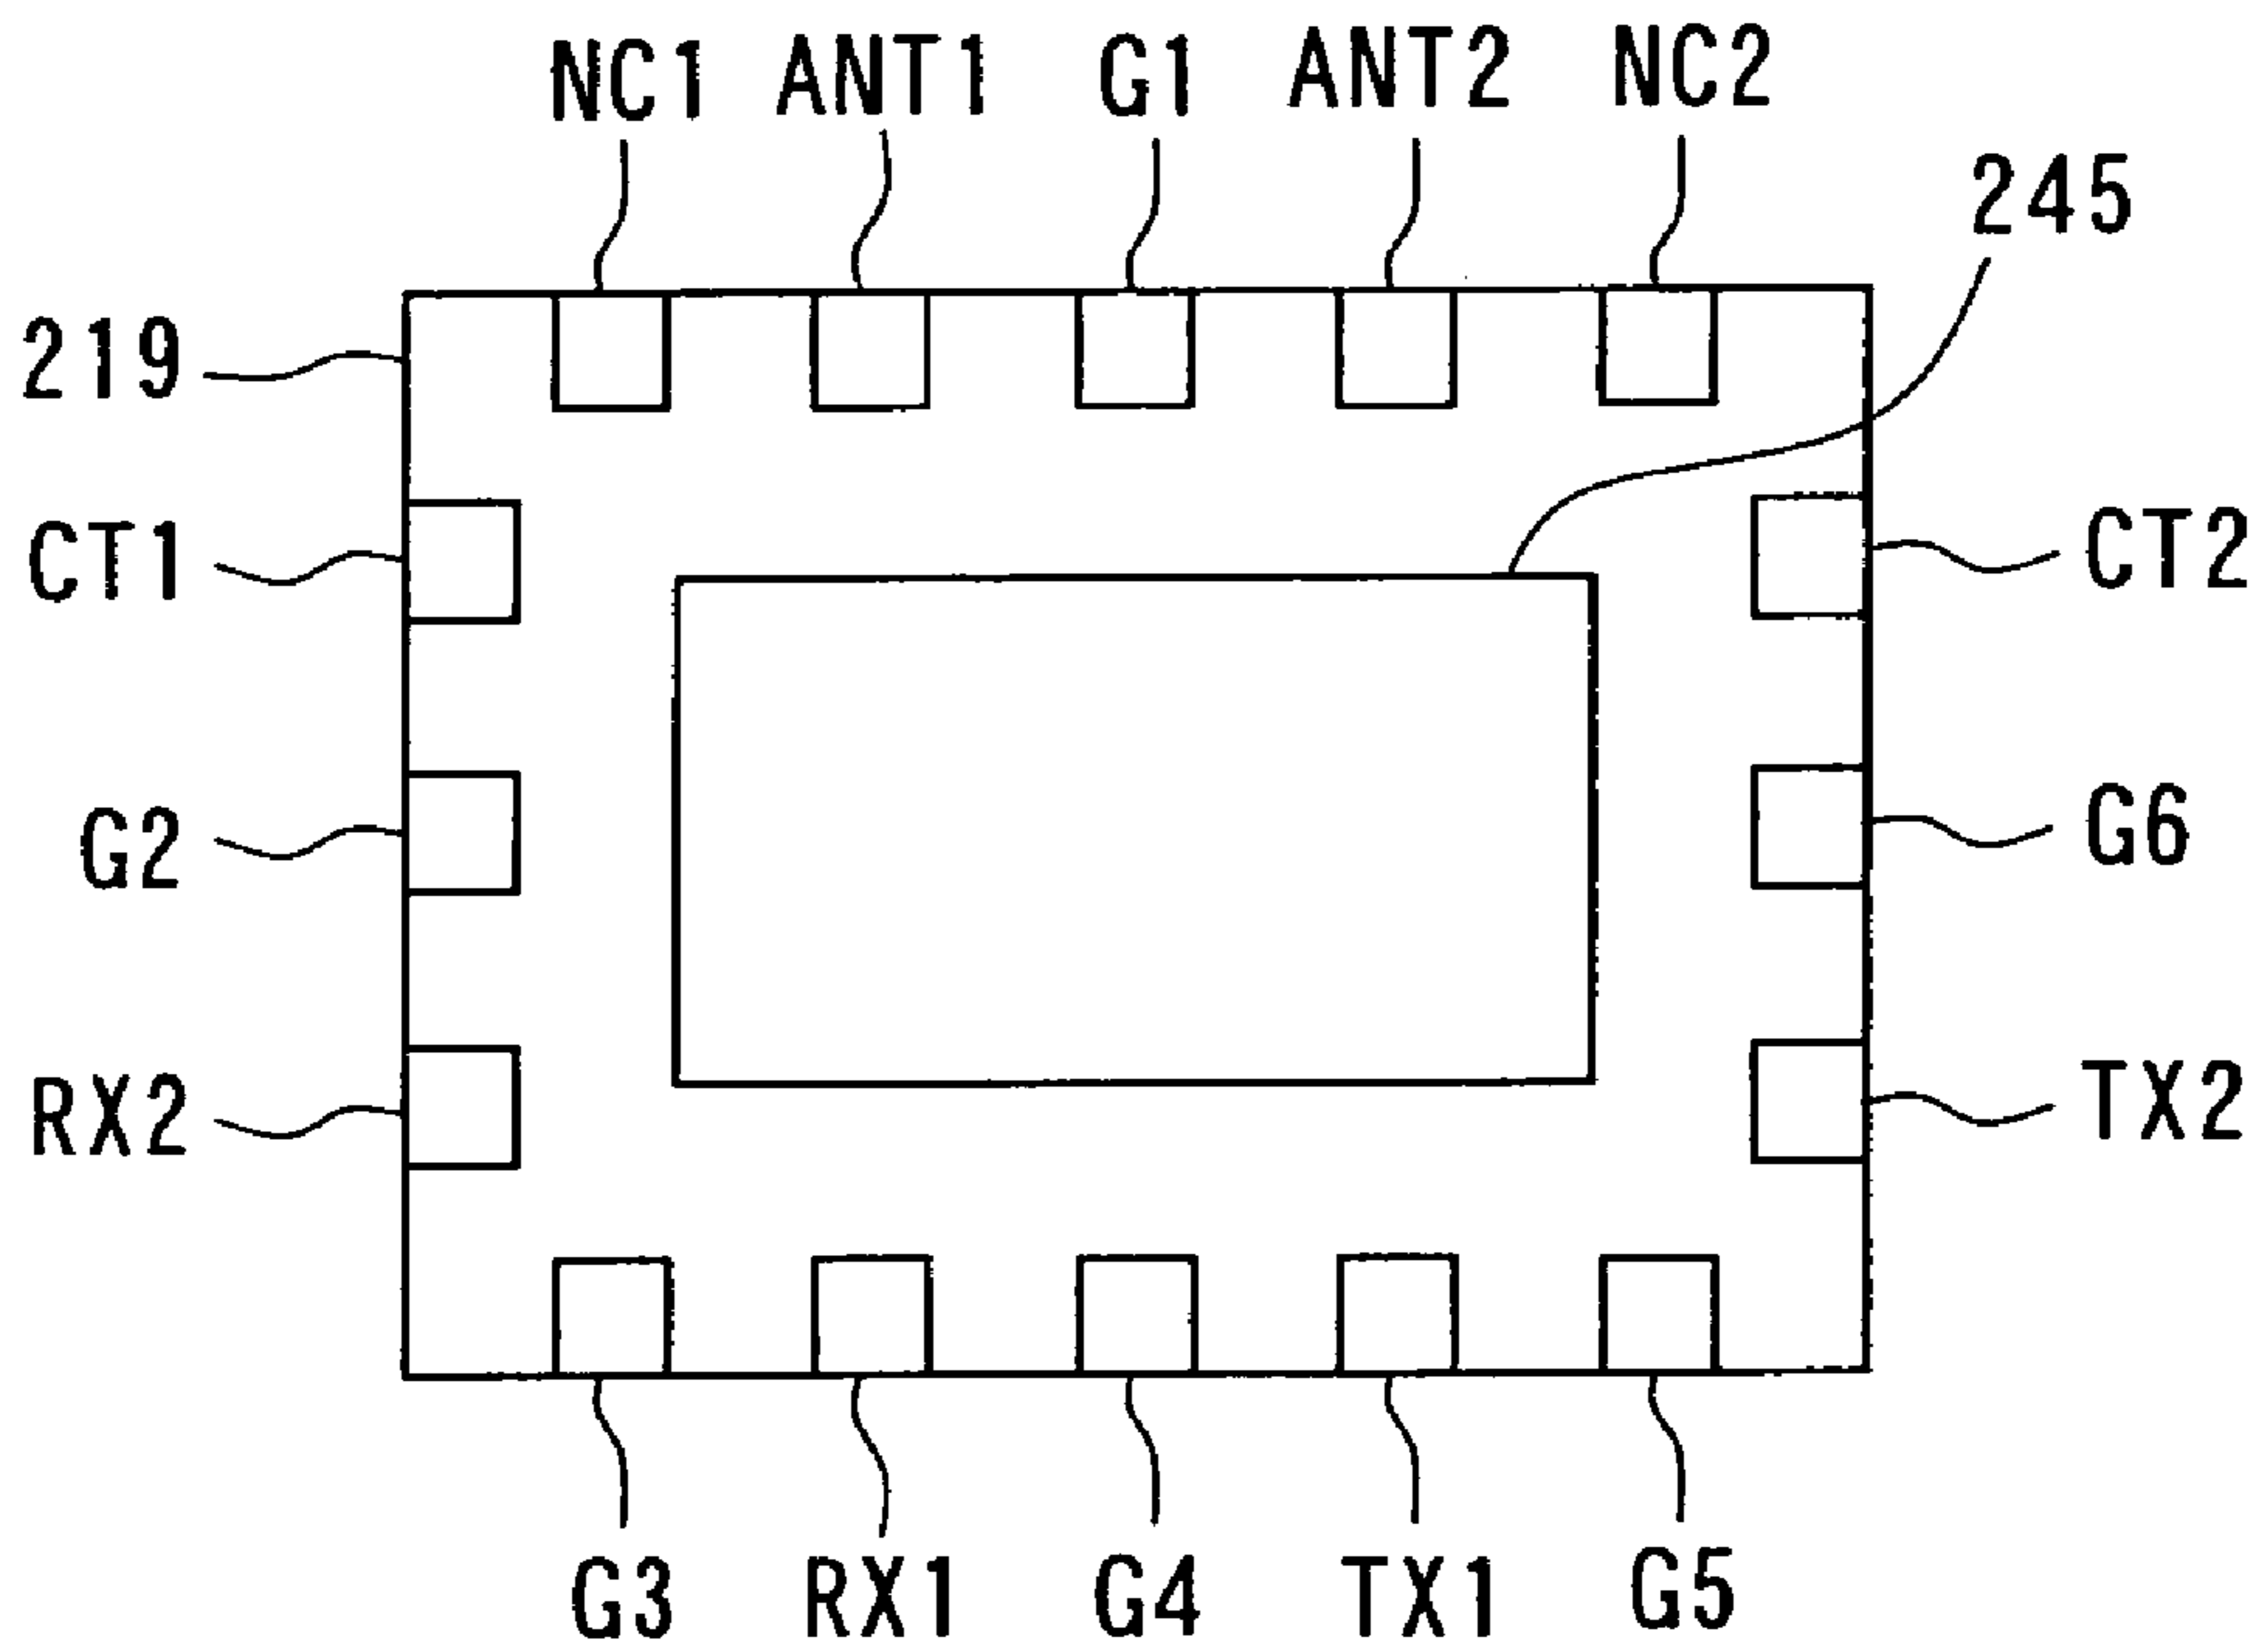 NC1 ANT1 G1 ANT2 NC2
245
219
CT1 CT2
G2 G6
RX2 TX2
G3 RX1 G4 TX1 G5